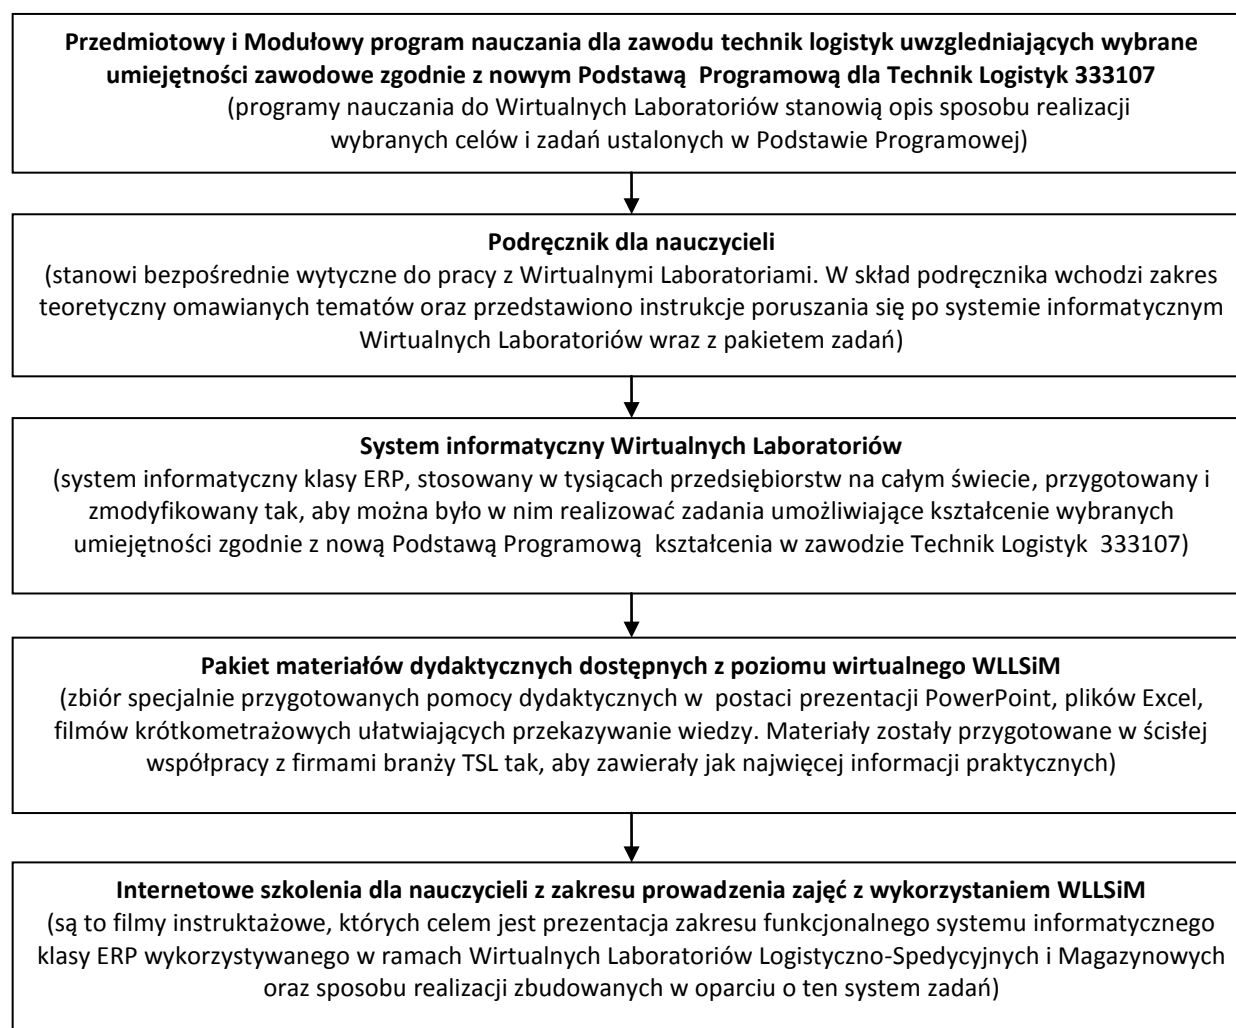 Przedmiotowy i Modułowy program nauczania dla zawodu technik logistyk uwzgledniających wybrane
umiejętności zawodowe zgodnie z nowym Podstawą Programową dla Technik Logistyk 333107
(programy nauczania do Wirtualnych Laboratoriów stanowią opis sposobu realizacji
wybranych celów i zadań ustalonych w Podstawie Programowej)
Podręcznik dla nauczycieli
(stanowi bezpośrednie wytyczne do pracy z Wirtualnymi Laboratoriami. W skład podręcznika wchodzi zakres
teoretyczny omawianych tematów oraz przedstawiono instrukcje poruszania się po systemie informatycznym
Wirtualnych Laboratoriów wraz z pakietem zadań)
System informatyczny Wirtualnych Laboratoriów
(system informatyczny klasy ERP, stosowany w tysiącach przedsiębiorstw na całym świecie, przygotowany i
zmodyfikowany tak, aby można było w nim realizować zadania umożliwiające kształcenie wybranych
umiejętności zgodnie z nową Podstawą Programową kształcenia w zawodzie Technik Logistyk 333107)
Pakiet materiałów dydaktycznych dostępnych z poziomu wirtualnego WLLSiM
(zbiór specjalnie przygotowanych pomocy dydaktycznych w postaci prezentacji PowerPoint, plików Excel,
filmów krótkometrażowych ułatwiających przekazywanie wiedzy. Materiały zostały przygotowane w ścisłej
współpracy z firmami branży TSL tak, aby zawierały jak najwięcej informacji praktycznych)
Internetowe szkolenia dla nauczycieli z zakresu prowadzenia zajęć z wykorzystaniem WLLSiM
(są to filmy instruktażowe, których celem jest prezentacja zakresu funkcjonalnego systemu informatycznego
klasy ERP wykorzystywanego w ramach Wirtualnych Laboratoriów Logistyczno-Spedycyjnych i Magazynowych
oraz sposobu realizacji zbudowanych w oparciu o ten system zadań)